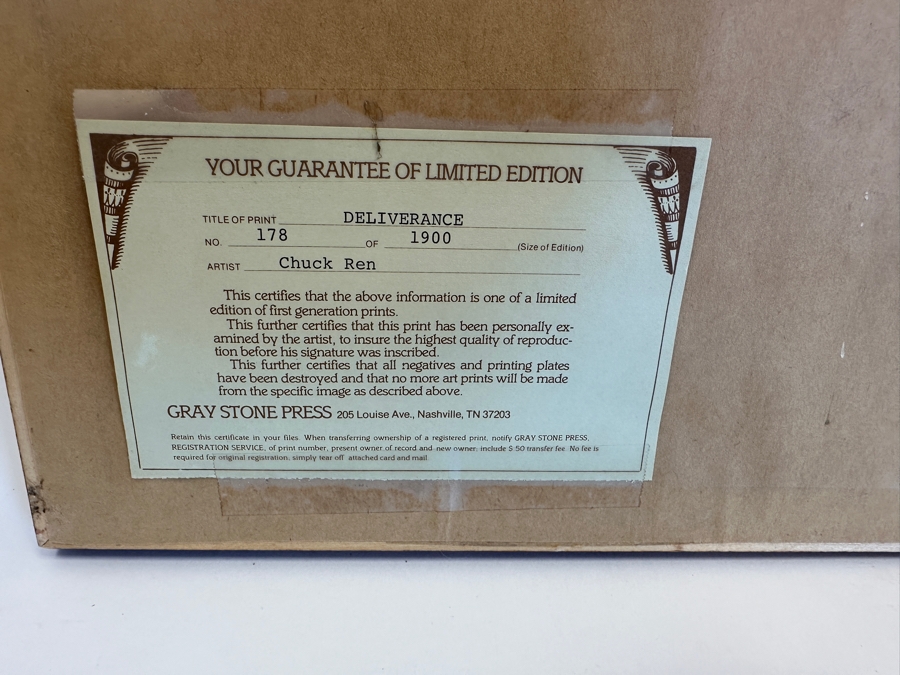 YOUR GUARANTEE OF LIMITED EDITION
TITLE OF PRINT DELIVERANCE
NO. 178 OF 1900 (Size of Edition)
ARTIST Chuck Ren
This certifies that the above information is one of a limited
edition of first generation prints.
This further certifies that this print has been personally ex-
amined by the artist, to insure the highest quality of reproduc-
tion before his signature was inscribed.
This further certifies that all negatives and printing plates
have been destroyed and that no more art prints will be made
from the specific image as described above.
GRAY STONE PRESS 205 Louise Ave., Nashville, TN 37203
Retain this certificate in your files. When transferring ownership of a registered print, notify GRAY STONE PRESS,
REGISTRATION SERVICE, of print number, present owner of record and new owner: include $.50 transfer fee. No fee is
required for original registration: simply tear off attached card and mail.